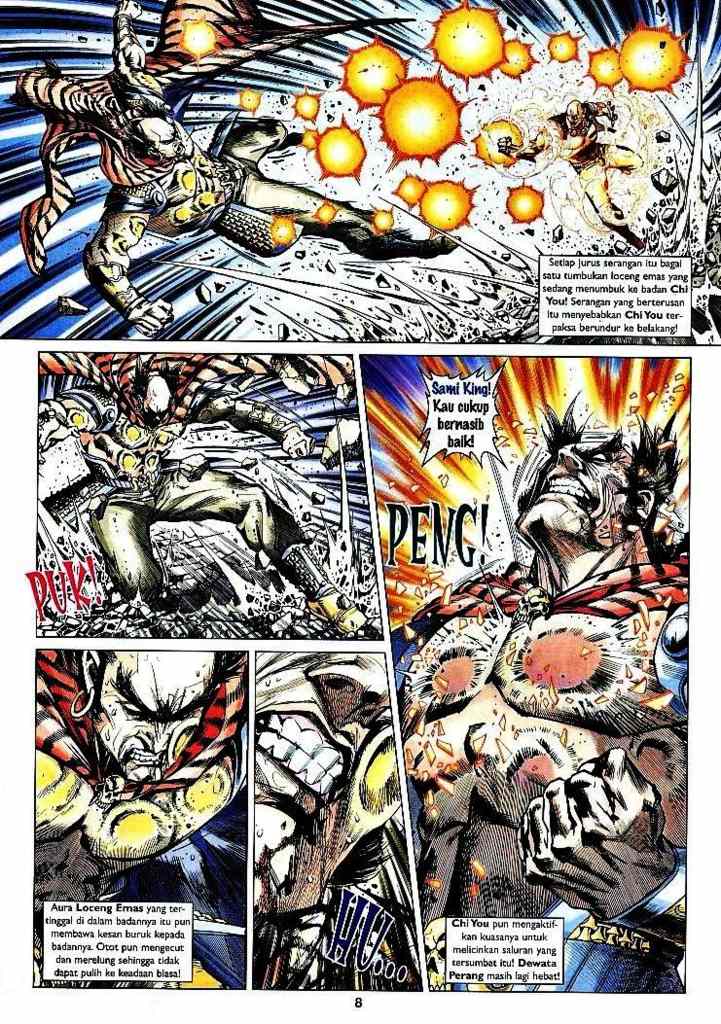 Setiap jurus serangan itu bagai
satu tumbukan loceng emas yang
sedang menumbuk ke badan Chi
You! Serangan yang berterusan
itu menyebabkan Chi You ter-
paksa berundur ke belakang!
PUK!
Sami King!
Kau cukup
bernasib
baik!
PENG!
Aura Loceng Emas yang ter-
tinggal di dalam badannya itu pun
membawa kesan buruk kepada
badannya. Otot pun mengecut
dan merelung sehingga tidak
dapat pulih ke keadaan biasa!
HUooo
Chi You pun mengaktif-
kan kuasanya untuk
melicinkan saluran yang
tersumbat itu! Dewata
Perang masih lagi hebat!
8